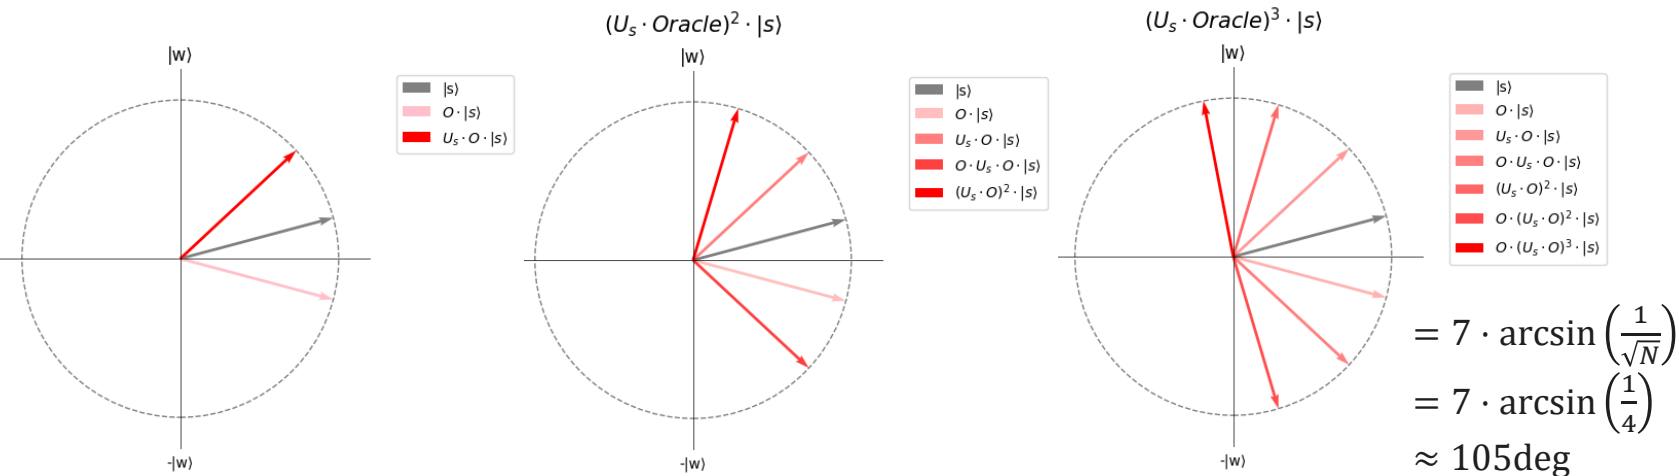 |w⟩
|s⟩
O · |s⟩
U_s · O · |s⟩
-|w⟩
(U_s · Oracle)^2 · |s⟩
|w⟩
|s⟩
O · |s⟩
U_s · O · |s⟩
O · U_s · O · |s⟩
(U_s · O)^2 · |s⟩
-|w⟩
(U_s · Oracle)^3 · |s⟩
|w⟩
|s⟩
O · |s⟩
U_s · O · |s⟩
O · U_s · O · |s⟩
(U_s · O)^2 · |s⟩
O · (U_s · O)^2 · |s⟩
O · (U_s · O)^3 · |s⟩
-|w⟩
= 7 · arcsin(1/√N)
= 7 · arcsin(1/4)
≈ 105deg